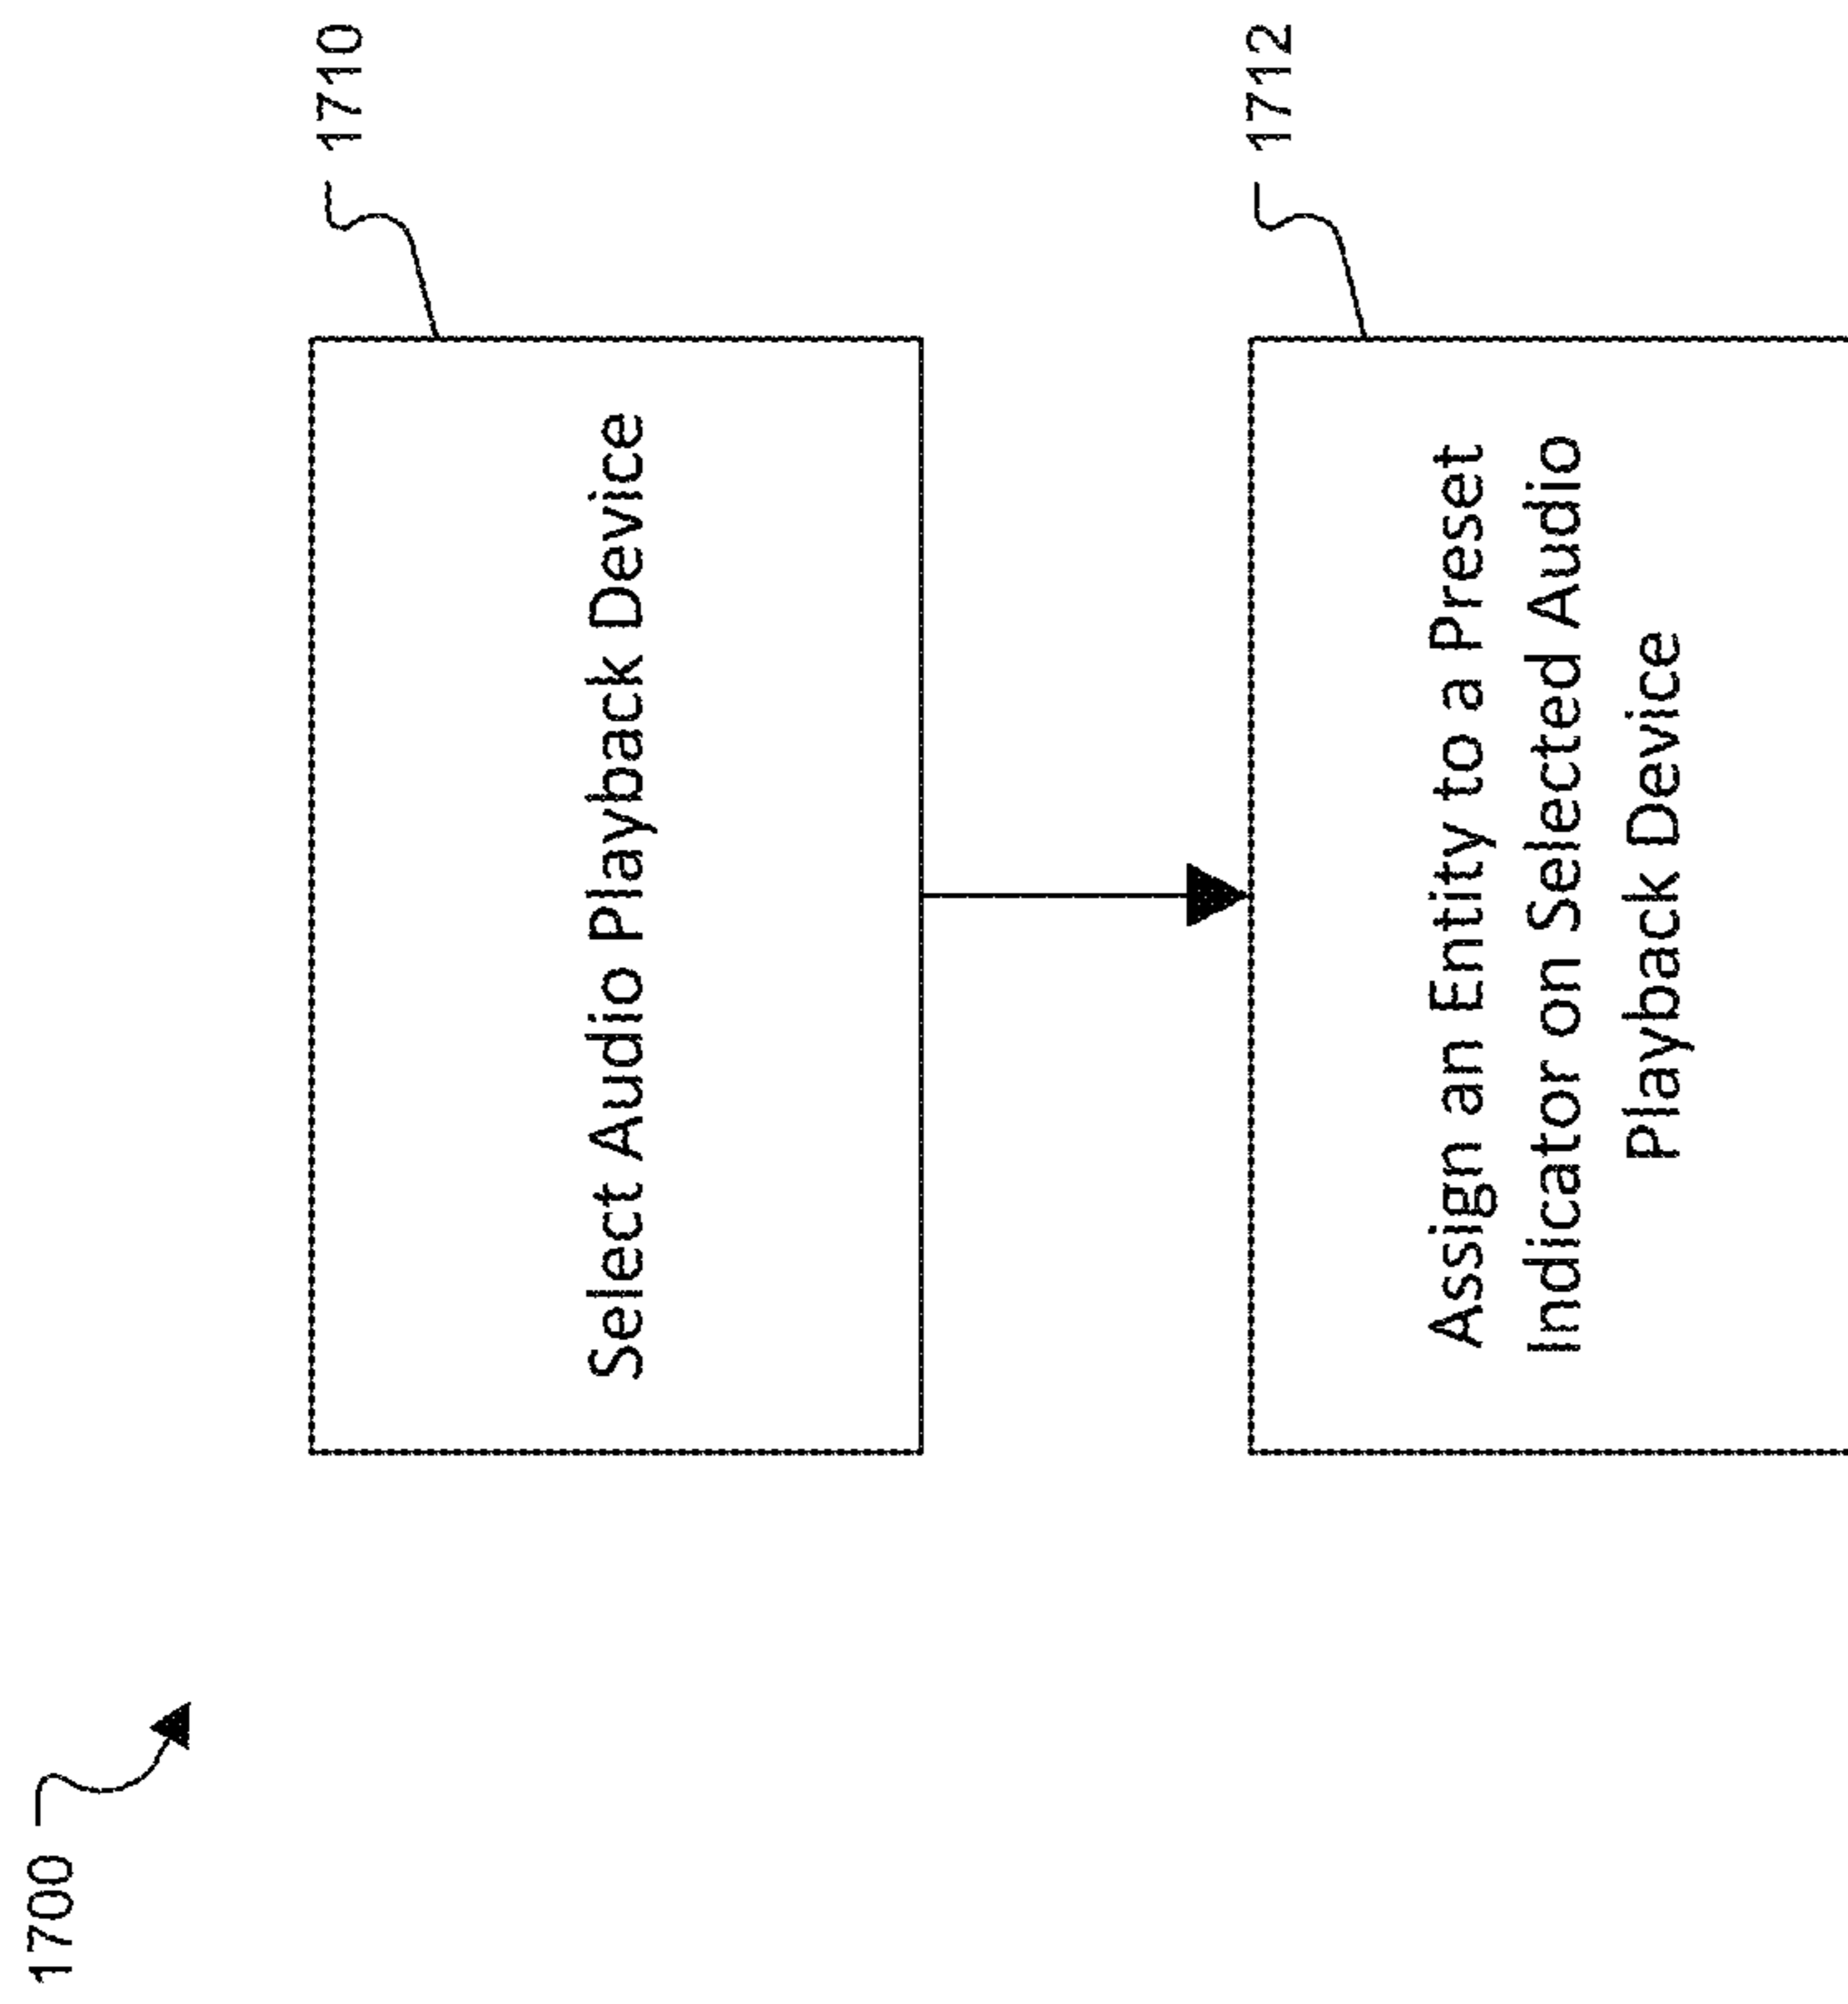 1700
1710
Select Audio Playback Device
1712
Assign an Entity to a Preset
Indicator on Selected Audio
Playback Device